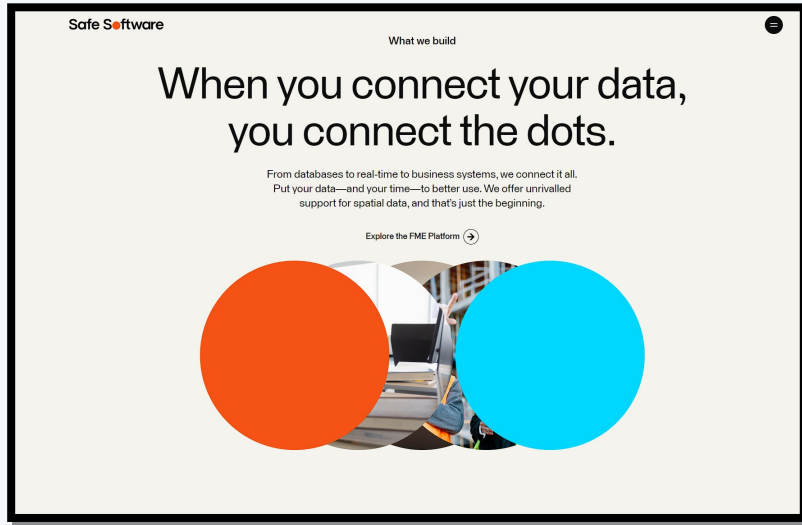 Safe Software
What we build
When you connect your data,
you connect the dots.
From databases to real-time to business systems, we connect it all.
Put your data—and your time—to better use. We offer unrivalled
support for spatial data, and that's just the beginning.
Explore the FME Platform